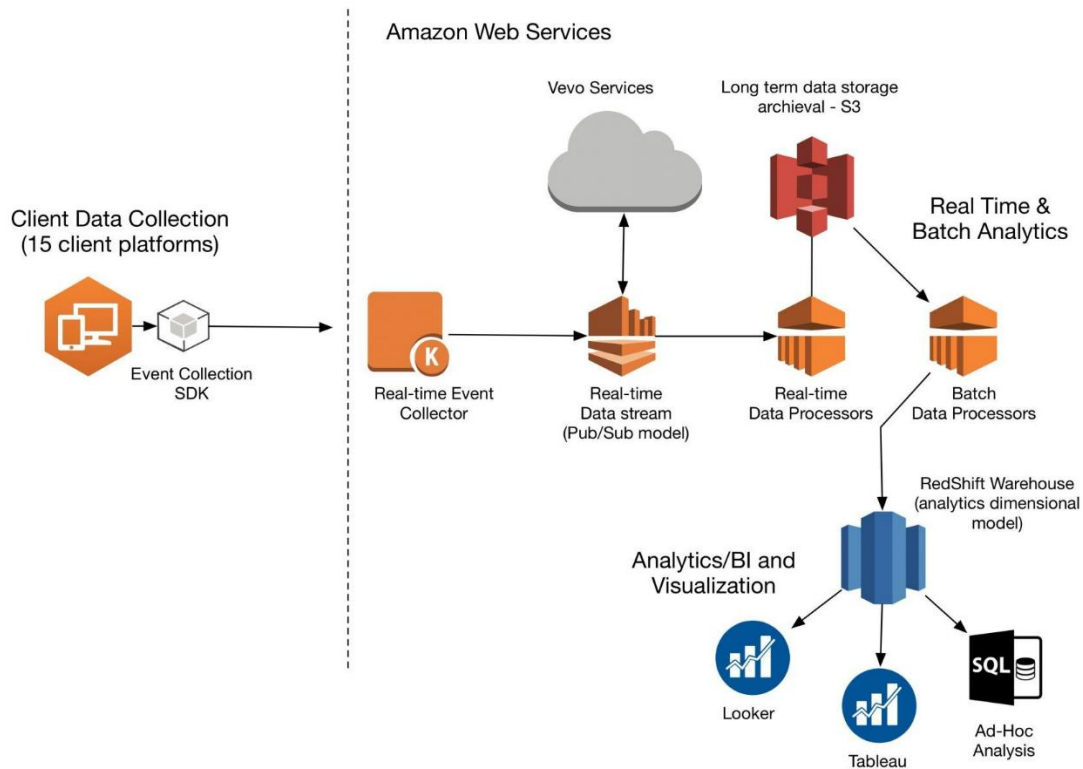 Amazon Web Services
Vevo Services
Long term data storage
archieval - S3
Client Data Collection
(15 client platforms)
Real Time &
Batch Analytics
Event Collection
SDK
K
Real-time Event
Collector
Real-time
Data stream
(Pub/Sub model)
Real-time
Data Processors
Batch
Data Processors
RedShift Warehouse
(analytics dimensional
model)
Analytics/BI and
Visualization
Looker
Tableau
SQL
Ad-Hoc
Analysis